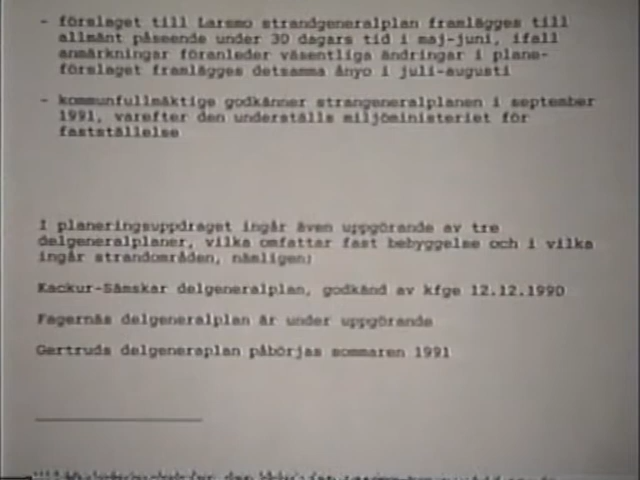 - förslaget till Larsmo strandgeneralplan framlägges till
allmänt påseende under 30 dagars tid i maj-juni, ifall
anmärkningar föranleder väsentliga ändringar i plane-
förslaget framlägges detsamma ånyo i juli-augusti
- kommunfullmäktige godkänner strangeneralplanen i september
1991, varefter den underställs miljöministeriet för
fastställelse
I planeringsuppdraget ingår även uppgörande av tre
delgeneralplaner, vilka omfattar fast bebyggelse och i vilka
ingår strandområden, nämligen:
Kackur-Sämskar delgeneralplan, godkänd av kfge 12.12.1990
Fagernäs delgeneralplan är under uppgörande
Gertruds delgeneraplan påbörjas sommaren 1991